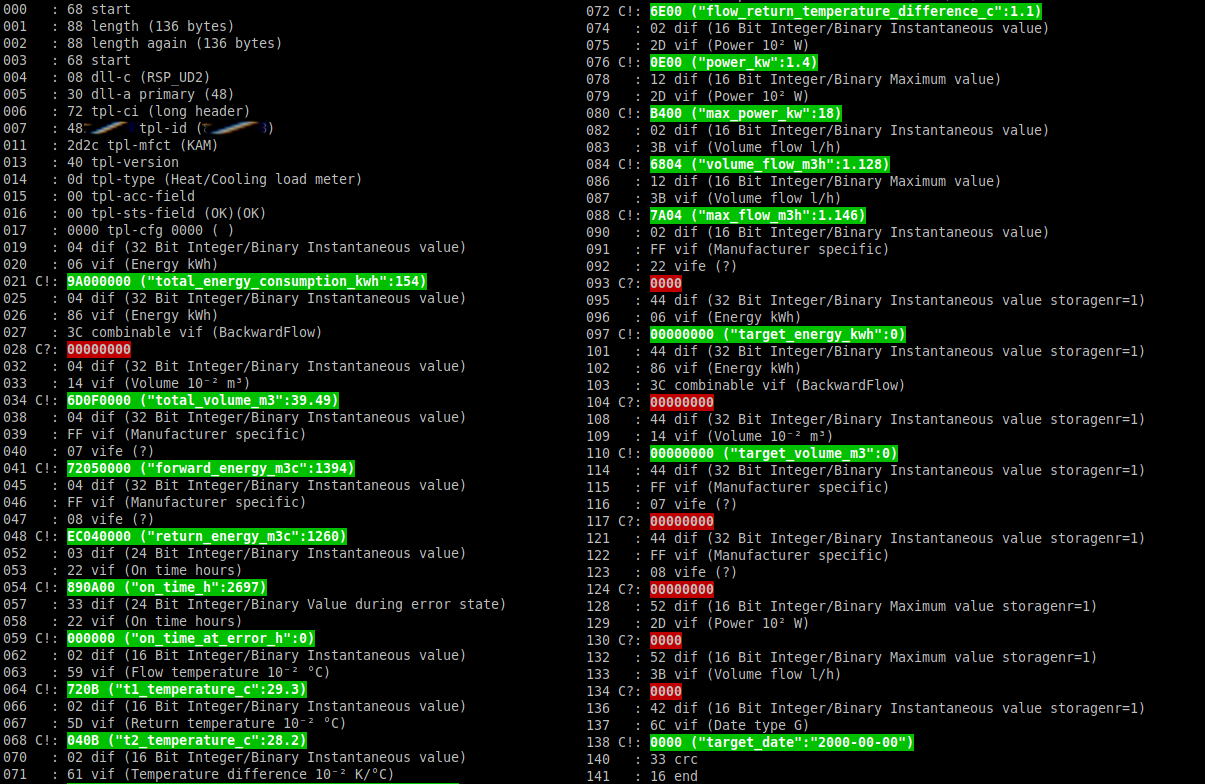 000   : 68 start
001   : 88 length (136 bytes)
002   : 88 length again (136 bytes)
003   : 68 start
004   : 08 dll-c (RSP_UD2)
005   : 30 dll-a primary (48)
006   : 72 tpl-ci (long header)
007   : 48 tpl-id ( )
011   : 2d2c tpl-mfct (KAM)
013   : 40 tpl-version
014   : 0d tpl-type (Heat/Cooling load meter)
015   : 00 tpl-acc-field
016   : 00 tpl-sts-field (OK)(OK)
017   : 0000 tpl-cfg 0000 ( )
019   : 04 dif (32 Bit Integer/Binary Instantaneous value)
020   : 06 vif (Energy kWh)
021 C!: 9A000000 ("total_energy_consumption_kwh":154)
025   : 04 dif (32 Bit Integer/Binary Instantaneous value)
026   : 86 vif (Energy kWh)
027   : 3C combinable vif (BackwardFlow)
028 C?: 00000000
032   : 04 dif (32 Bit Integer/Binary Instantaneous value)
033   : 14 vif (Volume 10⁻² m³)
034 C!: 6D0F0000 ("total_volume_m3":39.49)
038   : 04 dif (32 Bit Integer/Binary Instantaneous value)
039   : FF vif (Manufacturer specific)
040   : 07 vife (?)
041 C!: 72050000 ("forward_energy_m3c":1394)
045   : 04 dif (32 Bit Integer/Binary Instantaneous value)
046   : FF vif (Manufacturer specific)
047   : 08 vife (?)
048 C!: EC040000 ("return_energy_m3c":1260)
052   : 03 dif (24 Bit Integer/Binary Instantaneous value)
053   : 22 vif (On time hours)
054 C!: 890A00 ("on_time_h":2697)
057   : 33 dif (24 Bit Integer/Binary Value during error state)
058   : 22 vif (On time hours)
059 C!: 000000 ("on_time_at_error_h":0)
062   : 02 dif (16 Bit Integer/Binary Instantaneous value)
063   : 59 vif (Flow temperature 10⁻² °C)
064 C!: 720B ("t1_temperature_c":29.3)
066   : 02 dif (16 Bit Integer/Binary Instantaneous value)
067   : 5D vif (Return temperature 10⁻² °C)
068 C!: 040B ("t2_temperature_c":28.2)
070   : 02 dif (16 Bit Integer/Binary Instantaneous value)
071   : 61 vif (Temperature difference 10⁻² K/°C)
072 C!: 6E00 ("flow_return_temperature_difference_c":1.1)
074   : 02 dif (16 Bit Integer/Binary Instantaneous value)
075   : 2D vif (Power 10² W)
076 C!: 0E00 ("power_kw":1.4)
078   : 12 dif (16 Bit Integer/Binary Maximum value)
079   : 2D vif (Power 10² W)
080 C!: B400 ("max_power_kw":18)
082   : 02 dif (16 Bit Integer/Binary Instantaneous value)
083   : 3B vif (Volume flow l/h)
084 C!: 6804 ("volume_flow_m3h":1.128)
086   : 12 dif (16 Bit Integer/Binary Maximum value)
087   : 3B vif (Volume flow l/h)
088 C!: 7A04 ("max_flow_m3h":1.146)
090   : 02 dif (16 Bit Integer/Binary Instantaneous value)
091   : FF vif (Manufacturer specific)
092   : 22 vife (?)
093 C?: 0000
095   : 44 dif (32 Bit Integer/Binary Instantaneous value storagenr=1)
096   : 06 vif (Energy kWh)
097 C!: 00000000 ("target_energy_kwh":0)
101   : 44 dif (32 Bit Integer/Binary Instantaneous value storagenr=1)
102   : 86 vif (Energy kWh)
103   : 3C combinable vif (BackwardFlow)
104 C?: 00000000
108   : 44 dif (32 Bit Integer/Binary Instantaneous value storagenr=1)
109   : 14 vif (Volume 10⁻² m³)
110 C!: 00000000 ("target_volume_m3":0)
114   : 44 dif (32 Bit Integer/Binary Instantaneous value storagenr=1)
115   : FF vif (Manufacturer specific)
116   : 07 vife (?)
117 C?: 00000000
121   : 44 dif (32 Bit Integer/Binary Instantaneous value storagenr=1)
122   : FF vif (Manufacturer specific)
123   : 08 vife (?)
124 C?: 00000000
128   : 52 dif (16 Bit Integer/Binary Maximum value storagenr=1)
129   : 2D vif (Power 10² W)
130 C?: 0000
132   : 52 dif (16 Bit Integer/Binary Maximum value storagenr=1)
133   : 3B vif (Volume flow l/h)
134 C?: 0000
136   : 42 dif (16 Bit Integer/Binary Instantaneous value storagenr=1)
137   : 6C vif (Date type G)
138 C!: 0000 ("target_date":"2000-00-00")
140   : 33 crc
141   : 16 end